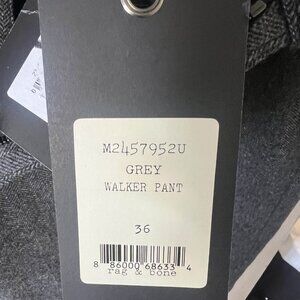 M2457952U
GREY
WALKER PANT
36
8 86000 68633 4
rag & bone